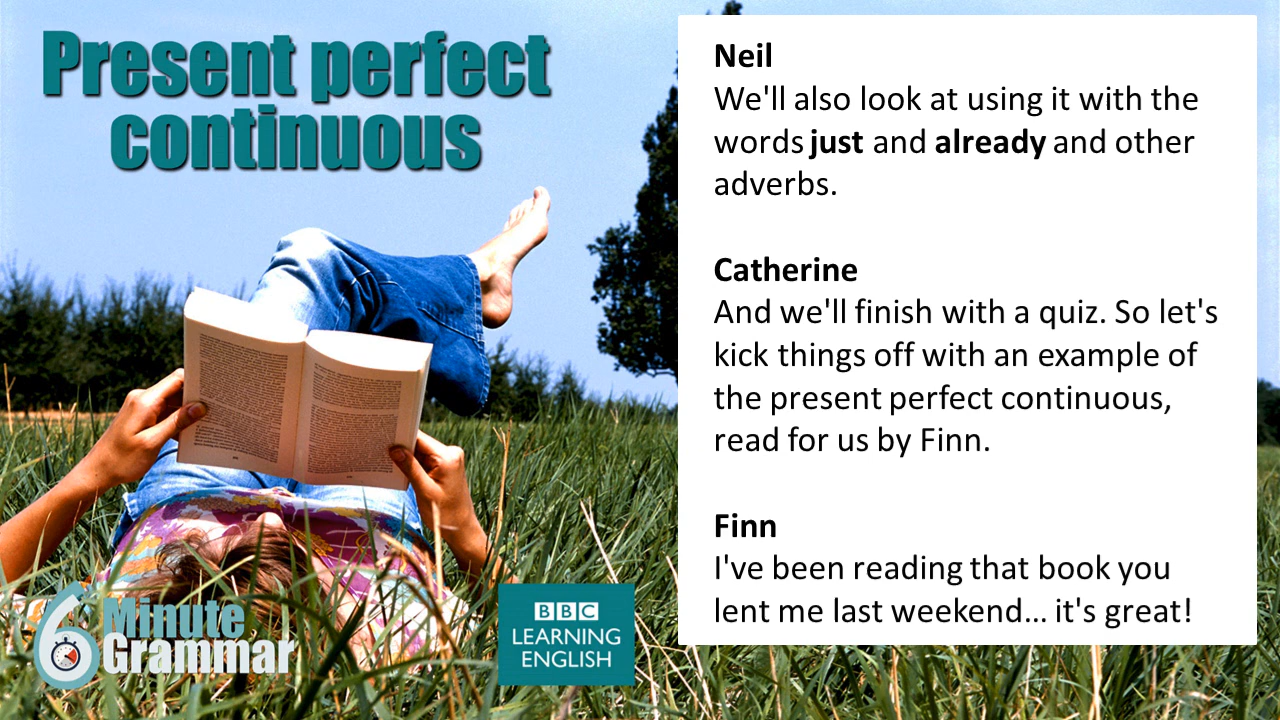 Present perfect
continuous
Neil
We'll also look at using it with the
words just and already and other
adverbs.
Catherine
And we'll finish with a quiz. So let's
kick things off with an example of
the present perfect continuous,
read for us by Finn.
Finn
I've been reading that book you
lent me last weekend... it's great!
6 Minute
Grammar
BBC
LEARNING
ENGLISH